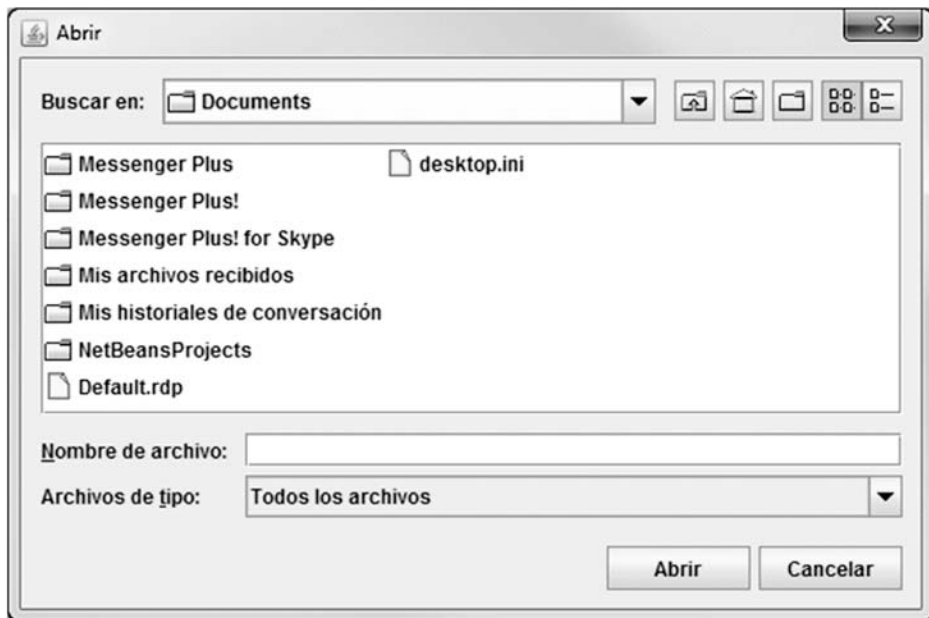 Abrir
Buscar en: Documents
Messenger Plus
desktop.ini
Messenger Plus!
Messenger Plus! for Skype
Mis archivos recibidos
Mis historiales de conversación
NetBeansProjects
Default.rdp
Nombre de archivo:
Archivos de tipo: Todos los archivos
Abrir Cancelar